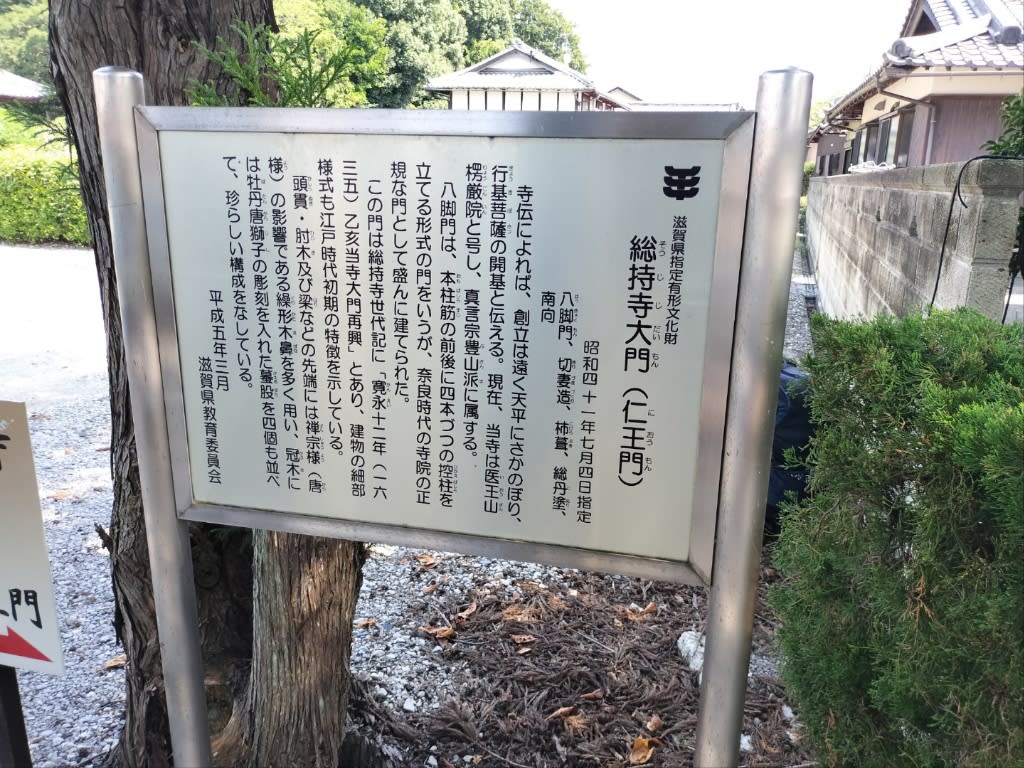 滋賀県指定有形文化財
総持寺大門（仁王門）
そうじじだいもん
におうもん
昭和四十一年七月四日指定
八脚門、切妻造、柿葺、総丹塗、
南向
寺伝によれば、創立は遠く天平にさかのぼり、
行基菩薩の開基と伝える。現在、当寺は医王山
楞厳院と号し、真言宗豊山派に属する。
八脚門は、本柱筋の前後に四本づつの控柱を
立てる形式の門をいうが、奈良時代の寺院の正
規な門として盛んに建てられた。
この門は総持寺世代記に「寛永十二年（一六
三五）乙亥当寺大門再興」とあり、建物の細部
様式も江戸時代初期の特徴を示している。
頭貫・肘木及び梁などの先端には禅宗様（唐
様）の影響である繰形木鼻を多く用い、冠木に
は牡丹唐獅子の彫刻を入れた蟇股を四個も並べ
て、珍らしい構成をなしている。
平成五年三月
滋賀県教育委員会
門